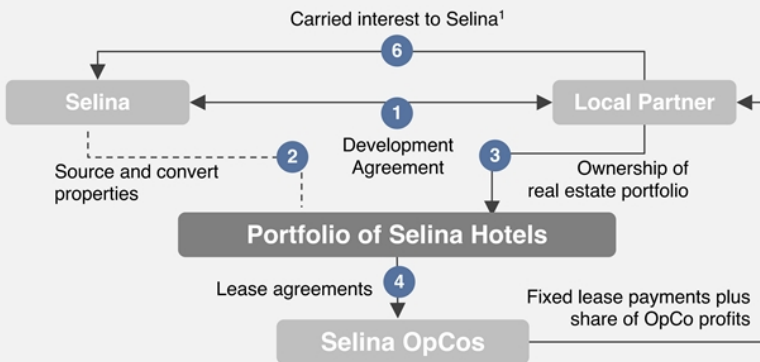 Carried interest to Selina¹
6
Selina
Local Partner
1
Development
Agreement
2
Source and convert
properties
3
Ownership of
real estate portfolio
Portfolio of Selina Hotels
Lease agreements
4
Fixed lease payments plus
share of OpCo profits
Selina OpCos